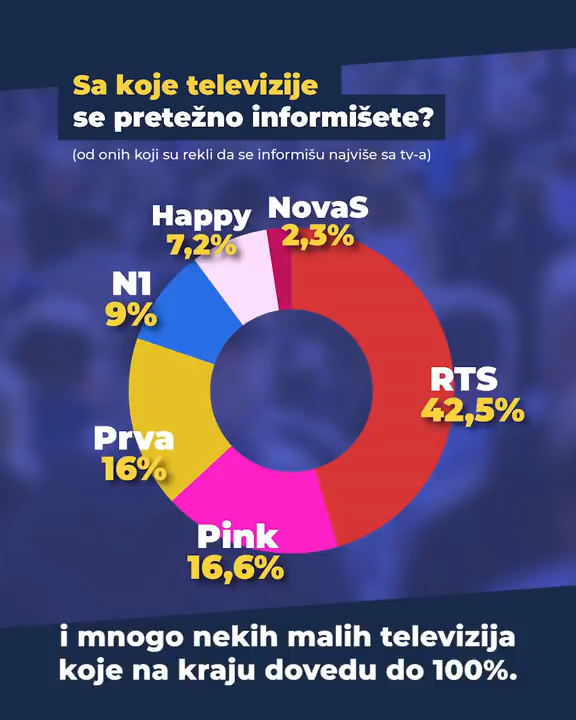 Sa koje televizije
se pretežno informišete?
(od onih koji su rekli da se informišu najviše sa tv-a)
NovaS
2,3%
Happy
7,2%
N1
9%
RTS
42,5%
Prva
16%
Pink
16,6%
i mnogo nekih malih televizija
koje na kraju dovedu do 100%.